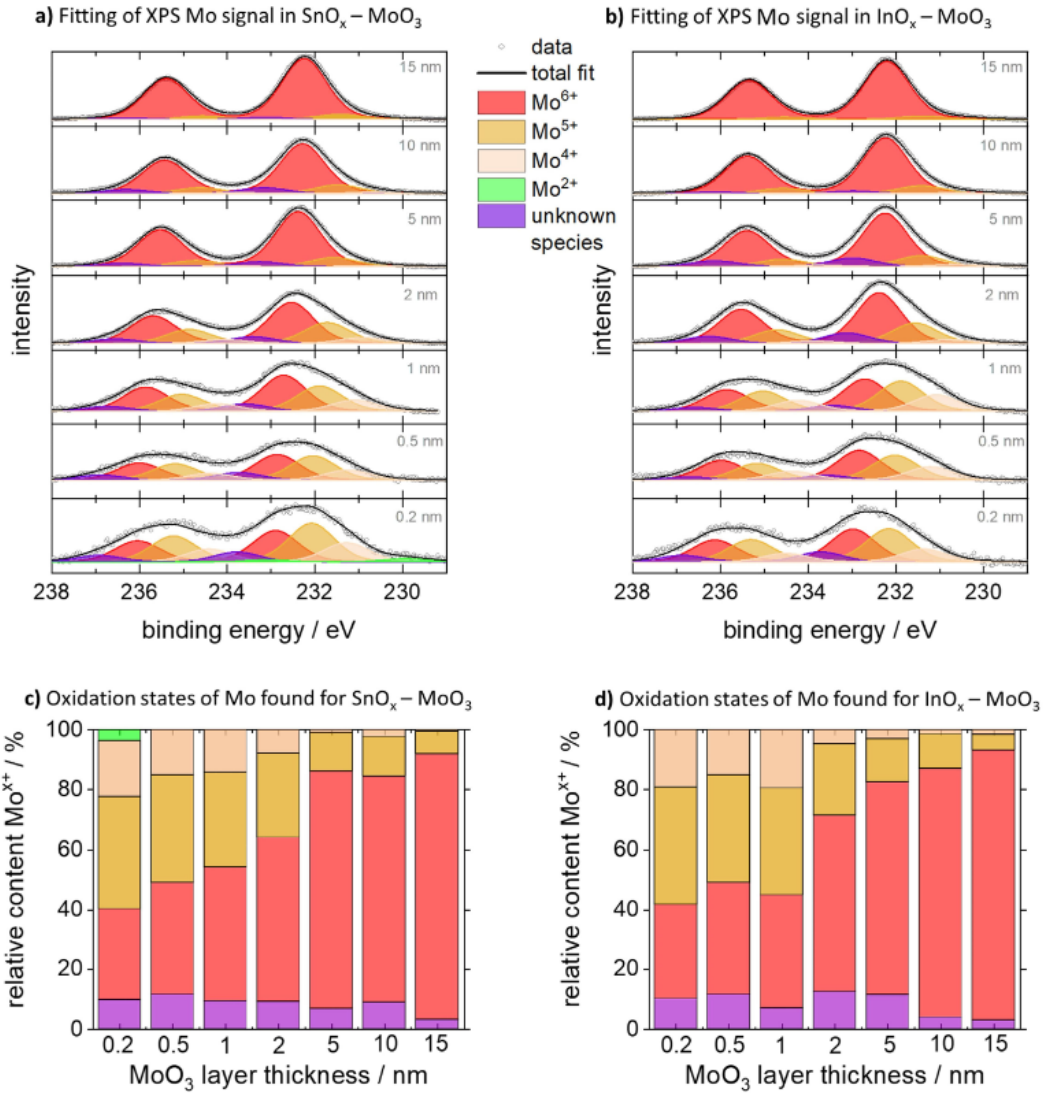 a) Fitting of XPS Mo signal in SnOₓ – MoO₃
b) Fitting of XPS Mo signal in InOₓ – MoO₃
data
total fit
Mo⁶⁺
Mo⁵⁺
Mo⁴⁺
Mo²⁺
unknown
species
intensity
15 nm
10 nm
5 nm
2 nm
1 nm
0.5 nm
0.2 nm
238 236 234 232 230
binding energy / eV
intensity
15 nm
10 nm
5 nm
2 nm
1 nm
0.5 nm
0.2 nm
238 236 234 232 230
binding energy / eV
c) Oxidation states of Mo found for SnOₓ – MoO₃
relative content Moˣ⁺ / %
100
80
60
40
20
0
0.2 0.5 1 2 5 10 15
MoO₃ layer thickness / nm
d) Oxidation states of Mo found for InOₓ – MoO₃
relative content Moˣ⁺ / %
100
80
60
40
20
0
0.2 0.5 1 2 5 10 15
MoO₃ layer thickness / nm